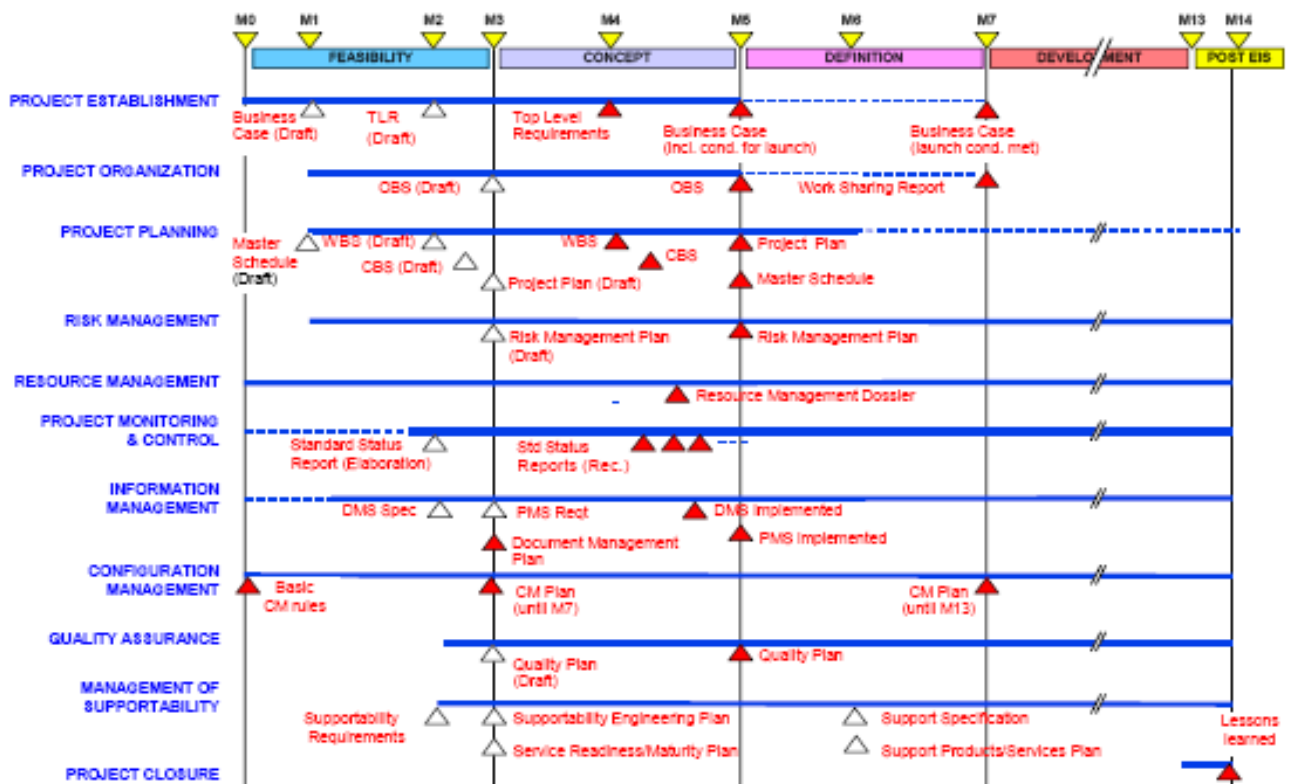 M0 M1 M2 M3 M4 M5 M6 M7 M13 M14
FEASIBILITY CONCEPT DEFINITION DEVELOPMENT POST EIS
PROJECT ESTABLISHMENT
Business
Case (Draft)
TLR
(Draft)
Top Level
Requirements
Business Case
(incl. cond. for launch)
Business Case
(launch cond. met)
PROJECT ORGANIZATION
OBS (Draft)
OBS
Work Sharing Report
PROJECT PLANNING
Master
Schedule
(Draft)
WBS (Draft)
CBS (Draft)
WBS
CBS
Project Plan
Project Plan (Draft)
Master Schedule
RISK MANAGEMENT
Risk Management Plan
(Draft)
Risk Management Plan
RESOURCE MANAGEMENT
Resource Management Dossier
PROJECT MONITORING
& CONTROL
Standard Status
Report (Elaboration)
Std Status
Reports (Rec.)
INFORMATION
MANAGEMENT
DMS Spec
PMS Reqt
DMS Implemented
Document Management
Plan
PMS Implemented
CONFIGURATION
MANAGEMENT
Basic
CM rules
CM Plan
(until M7)
CM Plan
(until M13)
QUALITY ASSURANCE
Quality Plan
(Draft)
Quality Plan
MANAGEMENT OF
SUPPORTABILITY
Supportability
Requirements
Supportability Engineering Plan
Service Readiness/Maturity Plan
Support Specification
Support Products/Services Plan
Lessons
learned
PROJECT CLOSURE